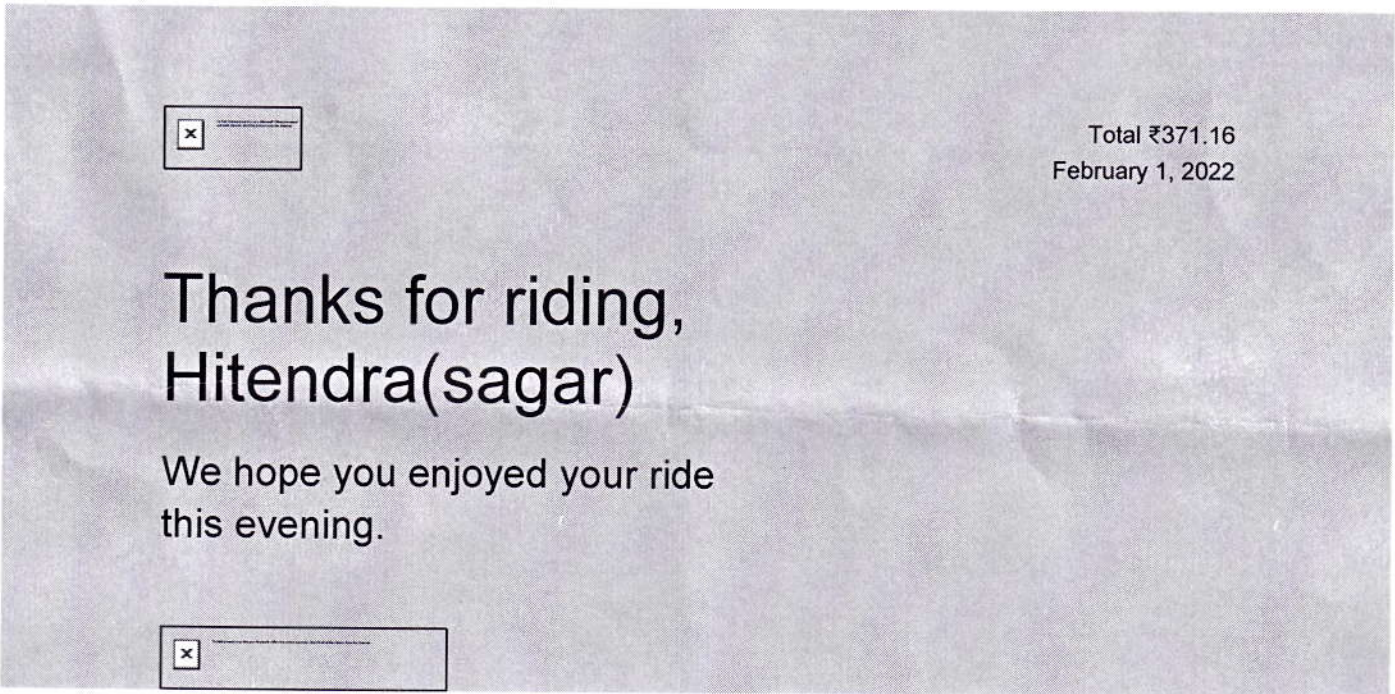 Total ₹371.16
February 1, 2022
Thanks for riding,
Hitendra(sagar)
We hope you enjoyed your ride
this evening.